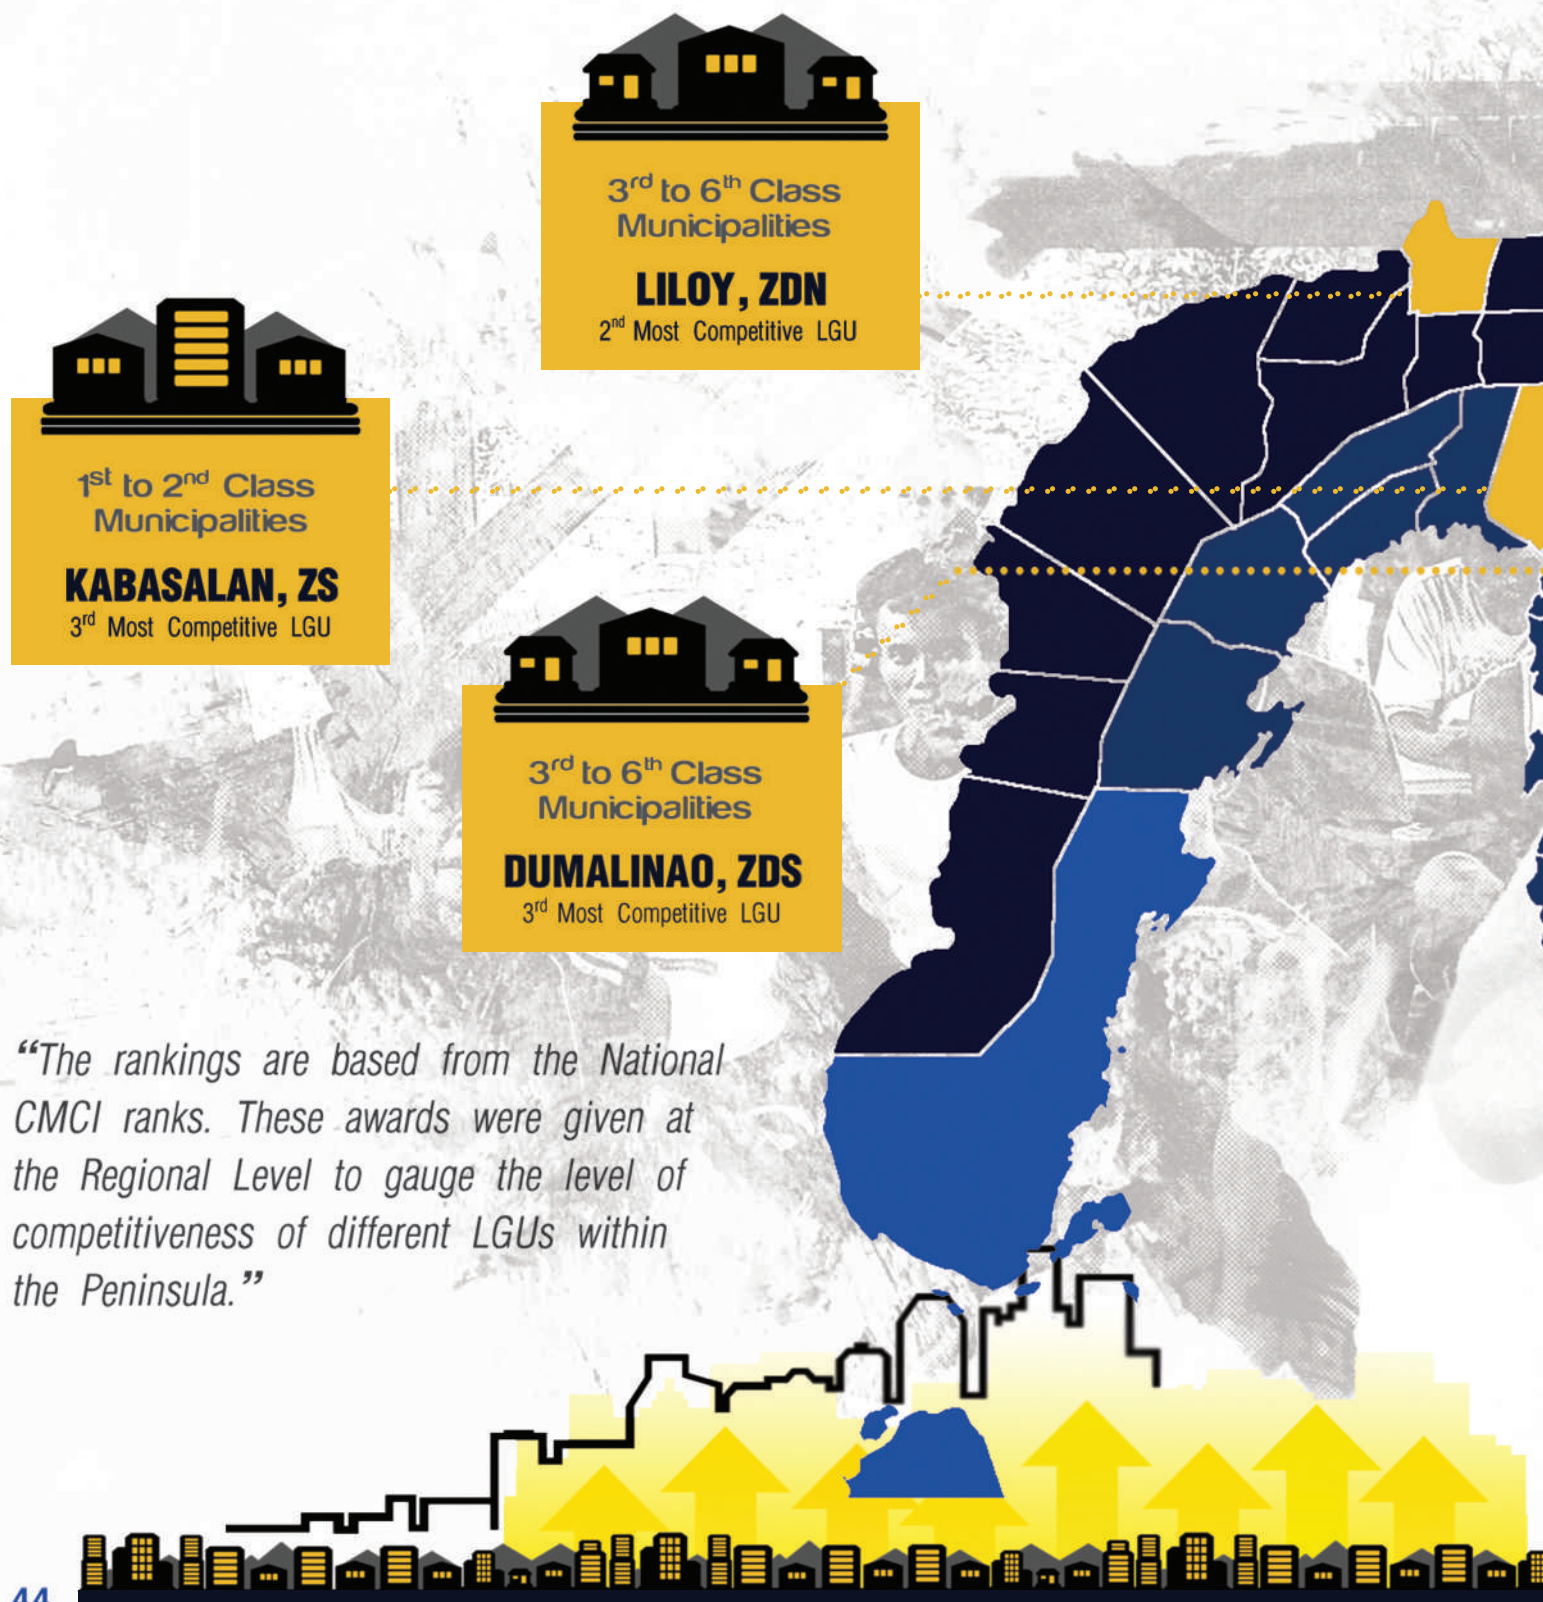 3rd to 6th Class
Municipalities
LILOY, ZDN
2nd Most Competitive LGU
1st to 2nd Class
Municipalities
KABASALAN, ZS
3rd Most Competitive LGU
3rd to 6th Class
Municipalities
DUMALINAO, ZDS
3rd Most Competitive LGU
“The rankings are based from the National
CMCI ranks. These awards were given at
the Regional Level to gauge the level of
competitiveness of different LGUs within
the Peninsula.”
44